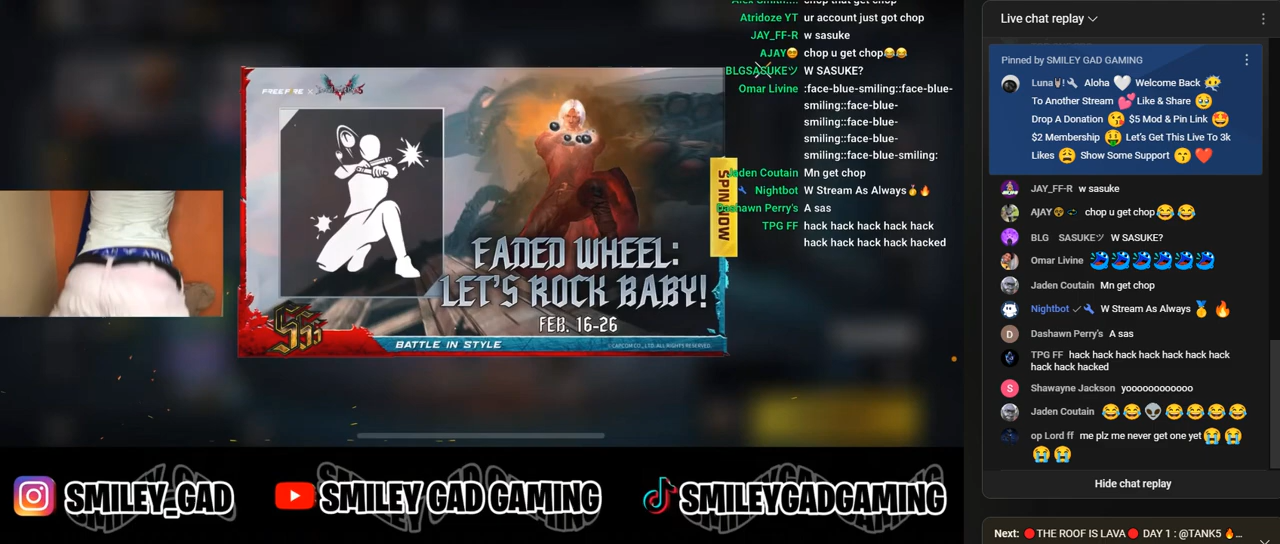 chop that get chop
Atridoze YT ur account just got chop
JAY_FF-R w sasuke
AJAY😎 chop u get chop😂😂
BLGSASUKEツ W SASUKE?
Omar Livine :face-blue-smiling::face-blue-
smiling::face-blue-
smiling::face-blue-
smiling::face-blue-
smiling::face-blue-smiling:
Jaden Coutain Mn get chop
Nightbot W Stream As Always🥇🔥
Dashawn Perry's A sas
TPG FF hack hack hack hack hack
hack hack hack hack hacked
FREE FIRE X
5
SPIN NOW
FADED WHEEL:
LET'S ROCK BABY!
FEB. 16-26
BATTLE IN STYLE
©CAPCOM CO., LTD. ALL RIGHTS RESERVED.
SMILEY_GAD
SMILEY GAD GAMING
SMILEYGADGAMING
Live chat replay
Pinned by SMILEY GAD GAMING
Luna🤘!🔧 Aloha 🤍 Welcome Back 🐡
To Another Stream 💕 Like & Share 🥹
Drop A Donation 😘 $5 Mod & Pin Link 🤩
$2 Membership 🤑 Let's Get This Live To 3k
Likes 😩 Show Some Support 😙 ❤️
JAY_FF-R w sasuke
AJAY chop u get chop😂😂
BLG SASUKEツ W SASUKE?
Omar Livine
Jaden Coutain Mn get chop
Nightbot W Stream As Always 🥇 🔥
D Dashawn Perry's A sas
TPG FF hack hack hack hack hack hack hack
hack hack hacked
S Shawayne Jackson yoooooooooooo
Jaden Coutain 😂😂👽😂😂😂😂
op Lord ff me plz me never get one yet 😭😭
😭😭
Hide chat replay
Next: 🔴THE ROOF IS LAVA🔴 DAY 1 : @TANK5 🔥...